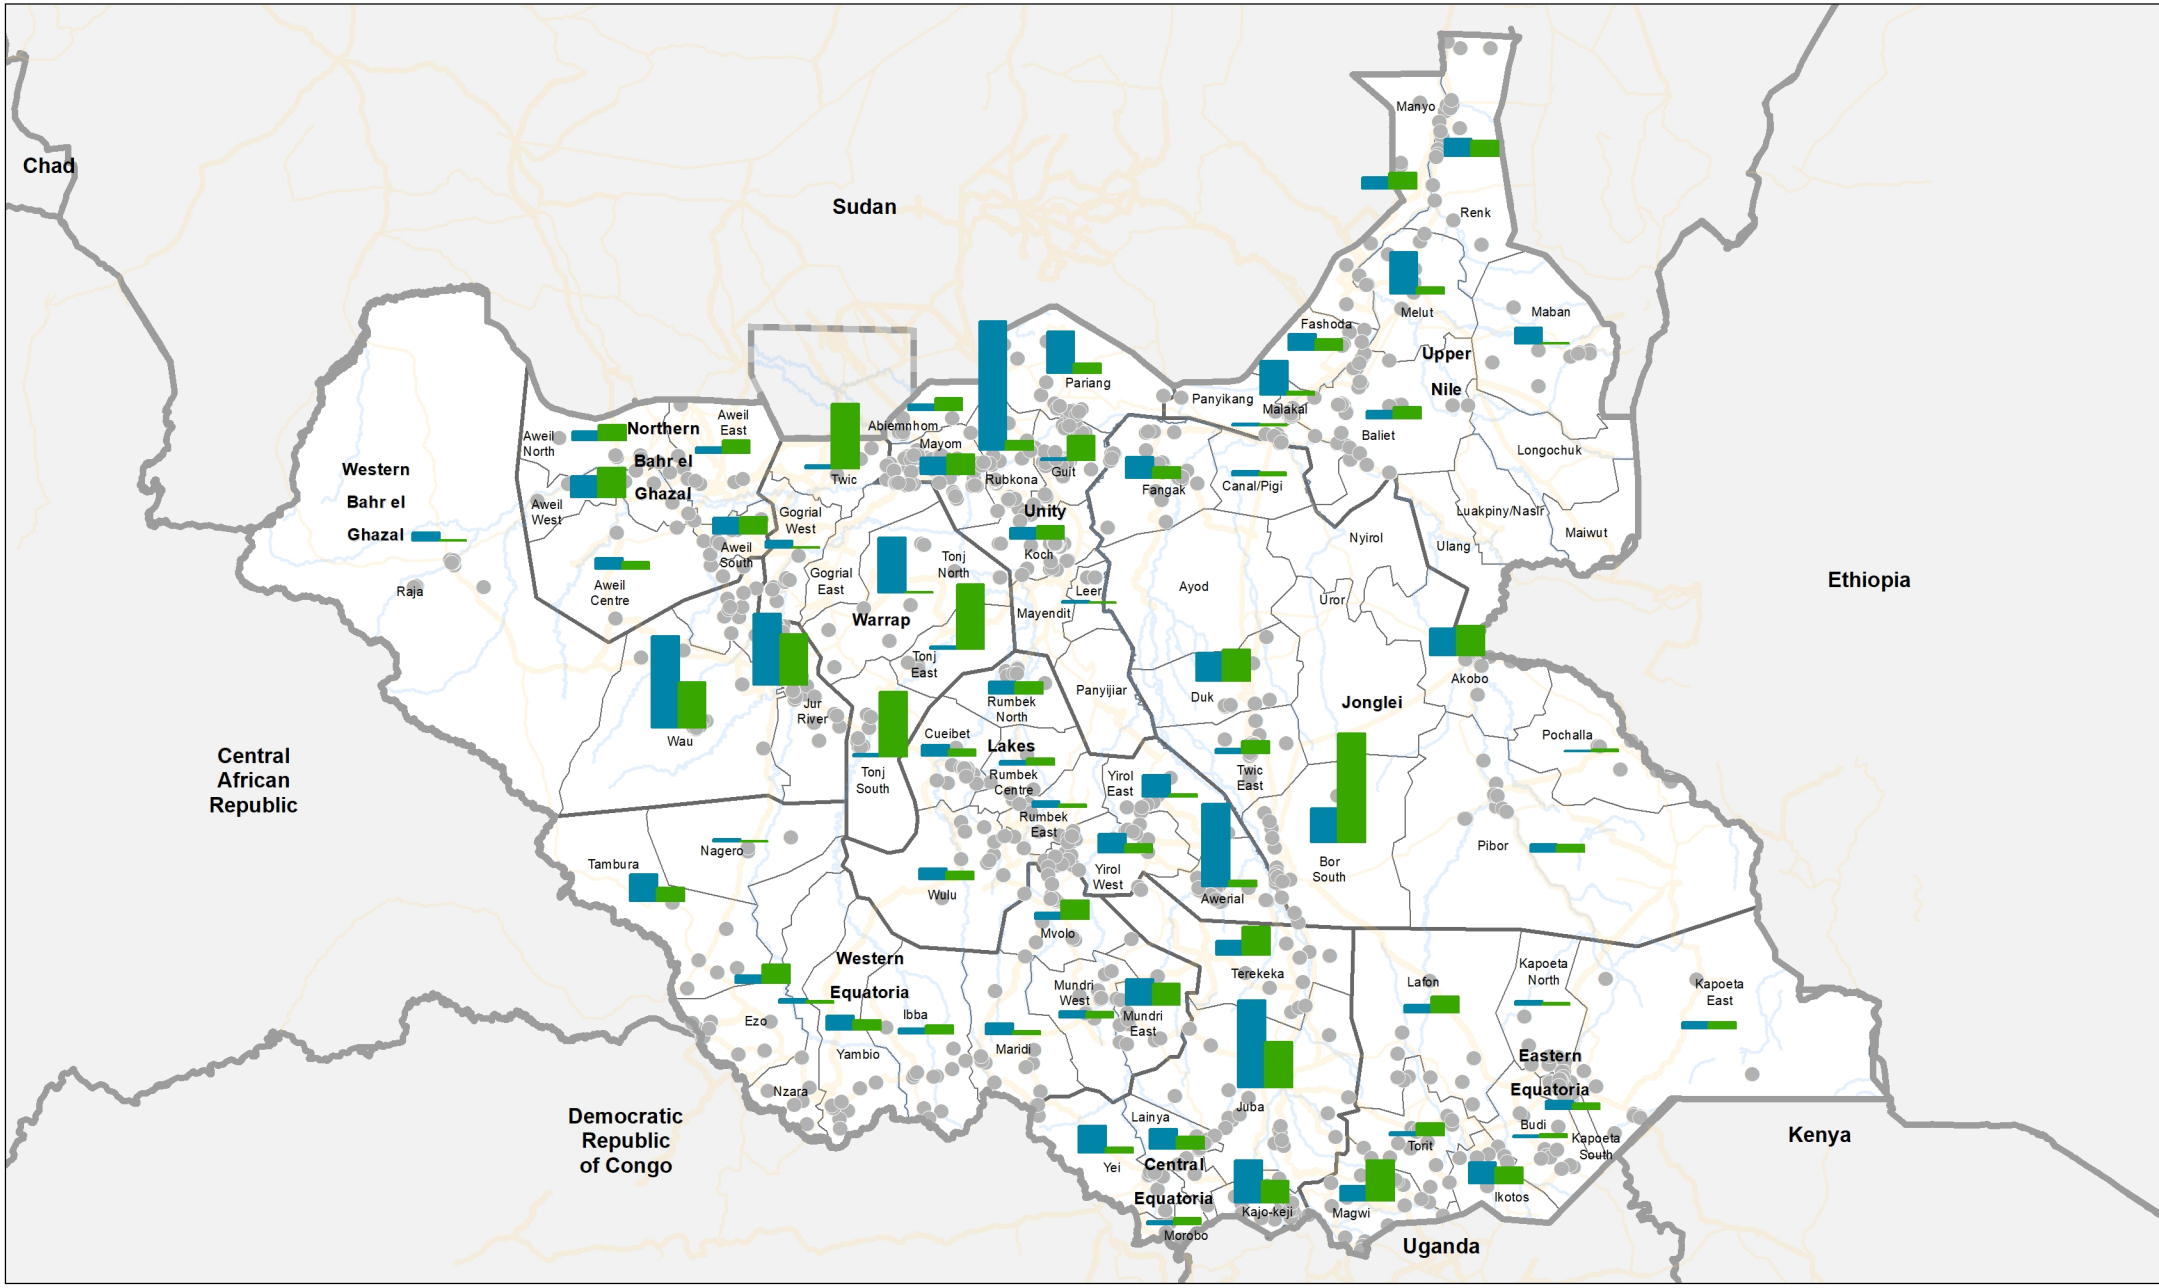 Chad
Sudan
Manyo
Renk
Maban
Melut
Fashoda
Upper
Nile
Pariang
Panyikang
Malakal
Baliet
Longochuk
Aweil
North
Northern
Bahr el
Ghazal
Aweil
East
Abiemnhom
Mayom
Twic
Rubkona
Guit
Fangak
Canal/Pigi
Western
Bahr el
Ghazal
Aweil
West
Gogrial
West
Unity
Luakpiny/Nasir
Maiwut
Nyirol
Ulang
Aweil
South
Koch
Tonj
North
Raja
Aweil
Centre
Gogrial
East
Leer
Ayod
Uror
Ethiopia
Warrap
Mayendit
Tonj
East
Akobo
Panyijiar
Duk
Jonglei
Jur
River
Rumbek
North
Wau
Cueibet
Lakes
Pochalla
Central
African
Republic
Tonj
South
Rumbek
Centre
Yirol
East
Twic
East
Rumbek
East
Nagero
Tambura
Yirol
West
Bor
South
Pibor
Wulu
Awerial
Mvolo
Western
Equatoria
Terekeka
Kapoeta
North
Lafon
Kapoeta
East
Mundri
West
Mundri
East
Ezo
Ibba
Yambio
Maridi
Eastern
Equatoria
Nzara
Juba
Democratic
Republic
of Congo
Lainya
Budi
Kapoeta
South
Torit
Kenya
Yei
Central
Equatoria
Ikotos
Kajo-keji
Magwi
Morobo
Uganda